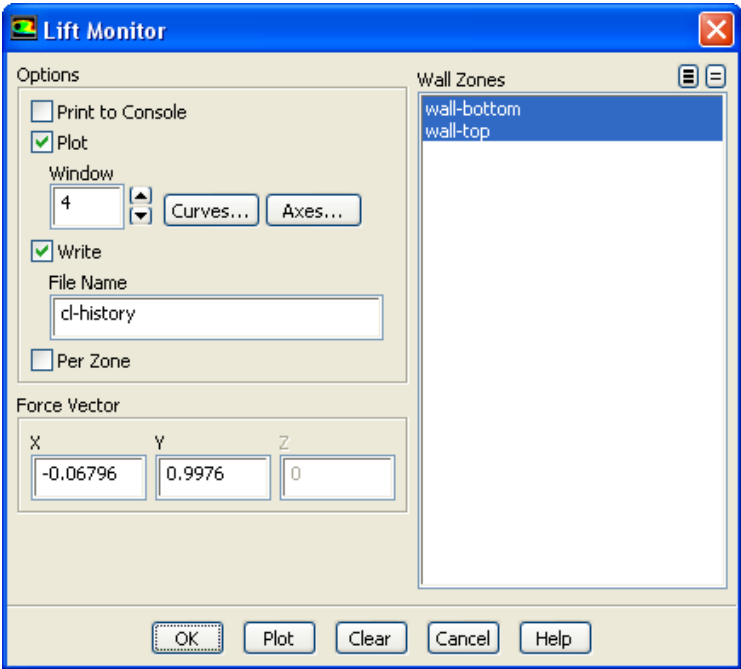 Lift Monitor
Options
Print to Console
Plot
Window
4
Curves...
Axes...
Write
File Name
cl-history
Per Zone
Force Vector
X Y Z
-0.06796 0.9976 0
Wall Zones
wall-bottom
wall-top
OK Plot Clear Cancel Help